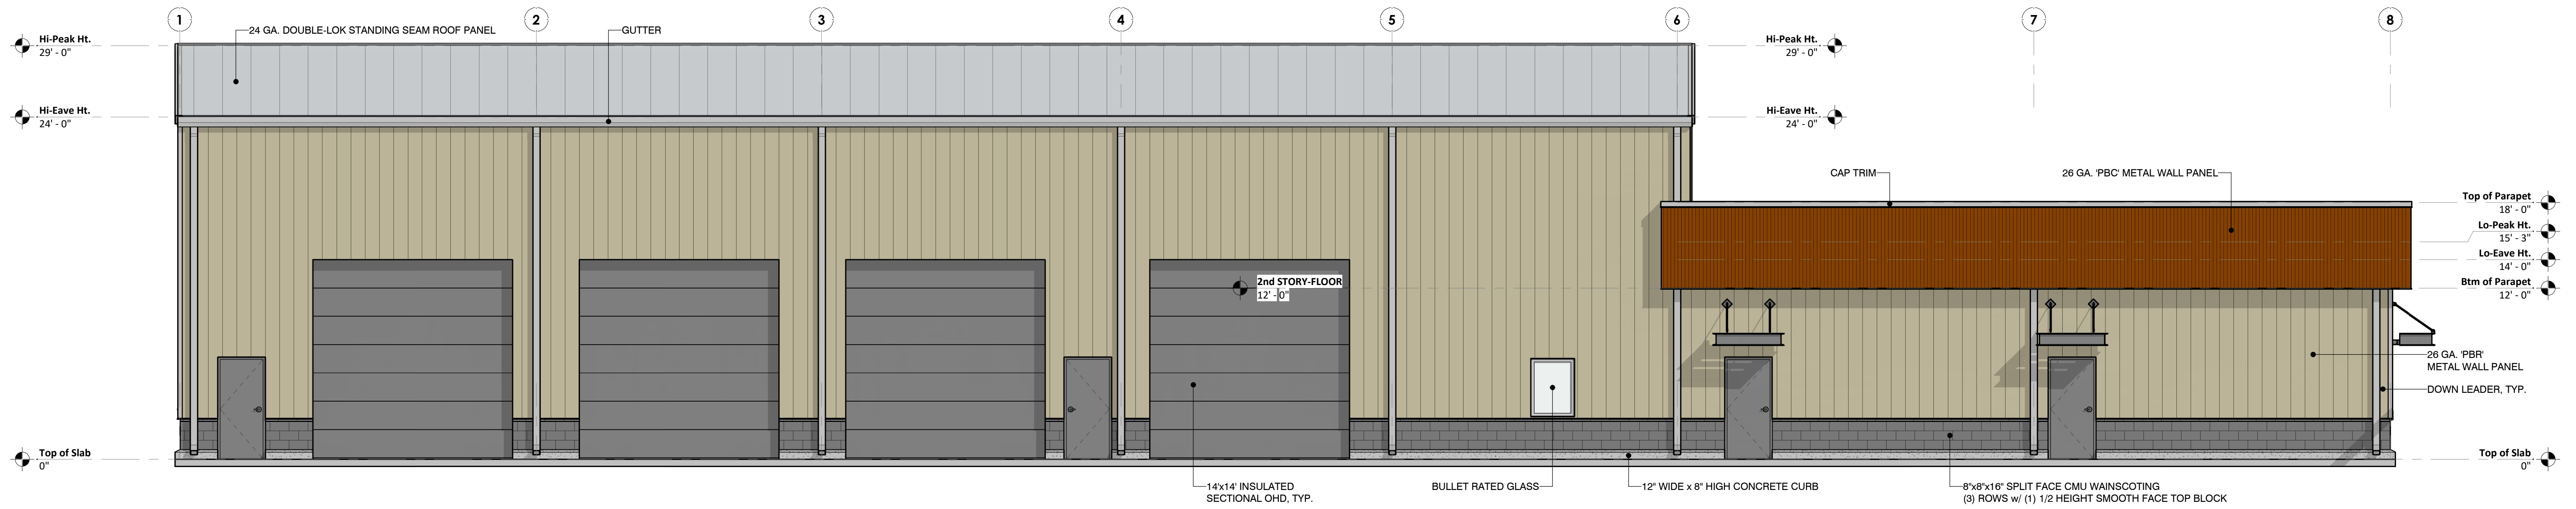 1 2 3 4 5 6 7 8
24 GA. DOUBLE-LOK STANDING SEAM ROOF PANEL
GUTTER
Hi-Peak Ht.
29' - 0"
Hi-Peak Ht.
29' - 0"
Hi-Eave Ht.
24' - 0"
Hi-Eave Ht.
24' - 0"
CAP TRIM
26 GA. 'PBC' METAL WALL PANEL
Top of Parapet
18' - 0"
Lo-Peak Ht.
15' - 3"
Lo-Eave Ht.
14' - 0"
Btm of Parapet
12' - 0"
2nd STORY-FLOOR
12' - 0"
26 GA. 'PBR'
METAL WALL PANEL
DOWN LEADER, TYP.
Top of Slab
0"
Top of Slab
0"
14'x14' INSULATED
SECTIONAL OHD, TYP.
BULLET RATED GLASS
12" WIDE x 8" HIGH CONCRETE CURB
8"x8"x16" SPLIT FACE CMU WAINSCOTING
(3) ROWS w/ (1) 1/2 HEIGHT SMOOTH FACE TOP BLOCK